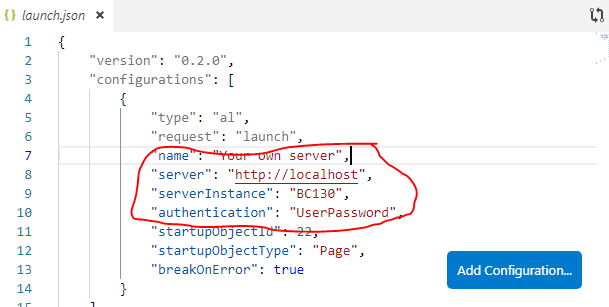 launch.json
1 {
2 "version": "0.2.0",
3 "configurations": [
4 {
5 "type": "al",
6 "request": "launch",
7 "name": "Your own server",
8 "server": "http://localhost",
9 "serverInstance": "BC130",
10 "authentication": "UserPassword",
11 "startupObjectId": 22,
12 "startupObjectType": "Page",
13 "breakOnError": true
14 }
15 ]
Add Configuration...